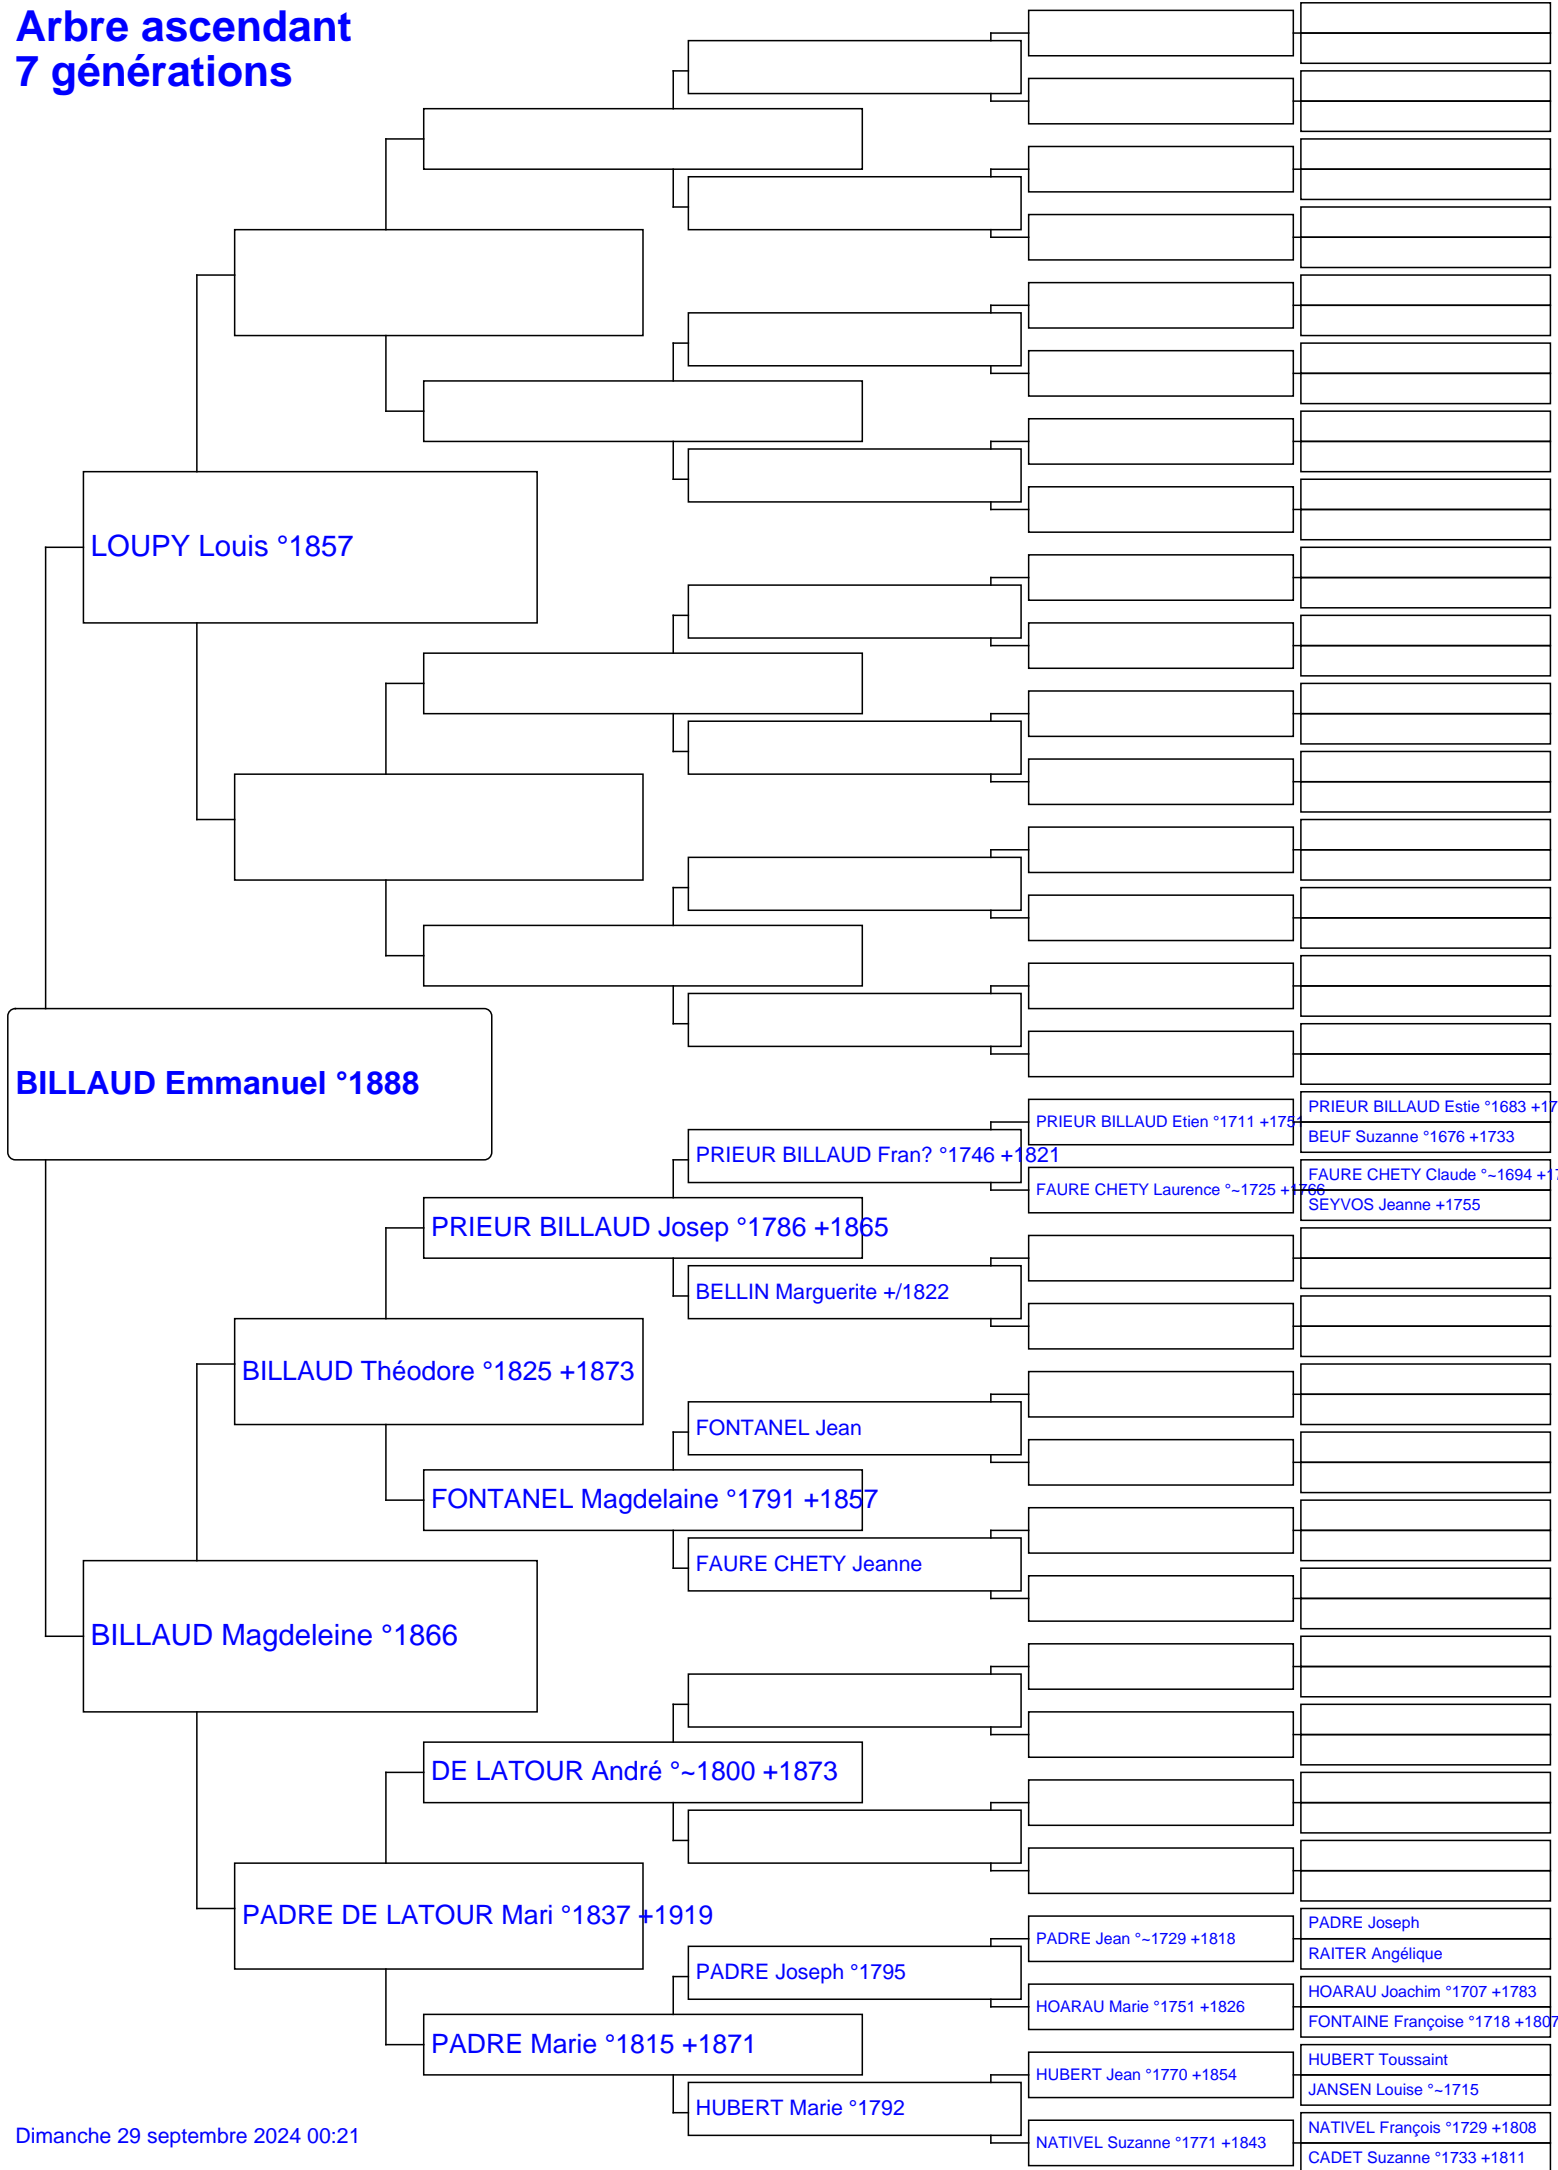 Arbre ascendant
7 générations
LOUPY Louis °1857
BILLAUD Emmanuel °1888
PRIEUR BILLAUD Estie °1683 +17
PRIEUR BILLAUD Etien °1711 +1751
BEUF Suzanne °1676 +1733
PRIEUR BILLAUD Fran? °1746 +1821
FAURE CHETY Claude °~1694 +17
FAURE CHETY Laurence °~1725 +1766
SEYVOS Jeanne +1755
PRIEUR BILLAUD Josep °1786 +1865
BELLIN Marguerite +/1822
BILLAUD Théodore °1825 +1873
FONTANEL Jean
FONTANEL Magdelaine °1791 +1857
FAURE CHETY Jeanne
BILLAUD Magdeleine °1866
DE LATOUR André °~1800 +1873
PADRE DE LATOUR Mari °1837 +1919
PADRE Joseph
PADRE Jean °~1729 +1818
RAITER Angélique
PADRE Joseph °1795
HOARAU Joachim °1707 +1783
HOARAU Marie °1751 +1826
FONTAINE Françoise °1718 +1807
PADRE Marie °1815 +1871
HUBERT Toussaint
HUBERT Jean °1770 +1854
JANSEN Louise °~1715
HUBERT Marie °1792
NATIVEL François °1729 +1808
NATIVEL Suzanne °1771 +1843
CADET Suzanne °1733 +1811
Dimanche 29 septembre 2024 00:21